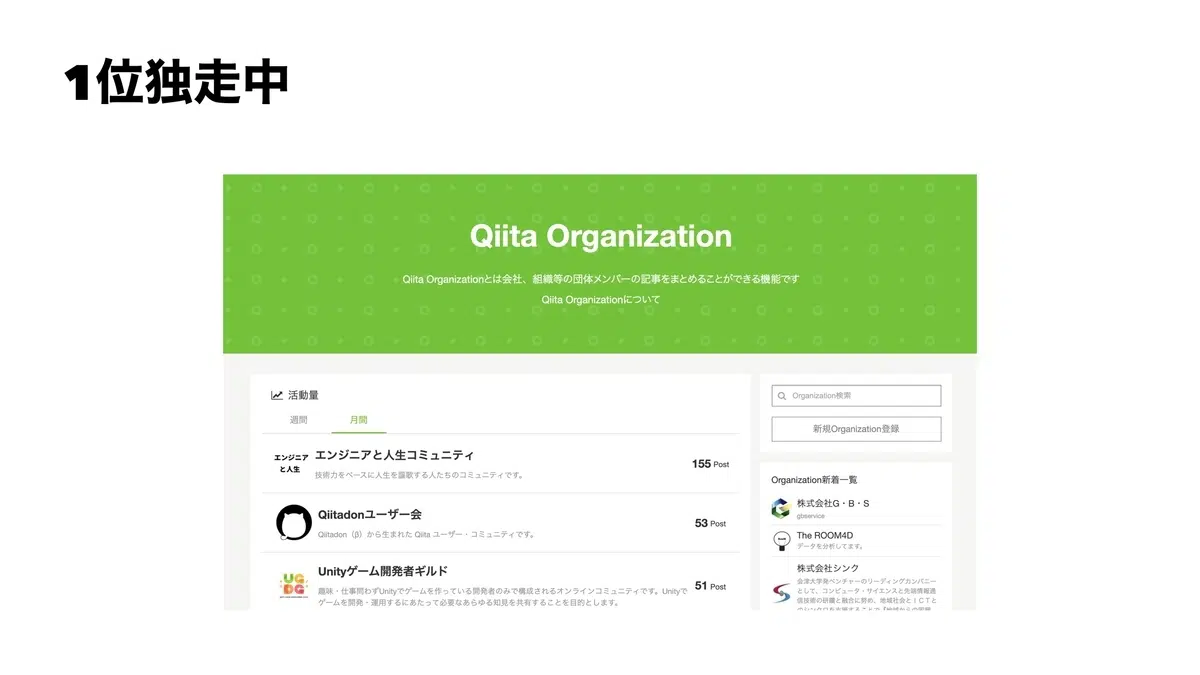 1位独走中
Qiita Organization
Qiita Organizationとは会社、組織等の団体メンバーの記事をまとめることができる機能です
Qiita Organizationについて
活動量
週間
月間
エンジニア
と人生
エンジニアと人生コミュニティ
技術力をベースに人生を謳歌する人たちのコミュニティです。
155 Post
Qiitadonユーザー会
Qiitadon（β）から生まれた Qiita ユーザー・コミュニティです。
53 Post
UG
DG
Unityゲーム開発者ギルド
趣味・仕事問わずUnityでゲームを作っている開発者のみで構成されるオンラインコミュニティです。Unityで
ゲームを開発・運用するにあたって必要なあらゆる知見を共有することを目的とします。
51 Post
Organization検索
新規Organization登録
Organization新着一覧
株式会社G・B・S
gbservice
The ROOM4D
データを分析してます。
株式会社シンク
会津大学発ベンチャーのリーディングカンパニー
として、コンピュータ・サイエンスと先端情報通
信技術の研鑽と融合に努め、地域社会とＩＣＴと